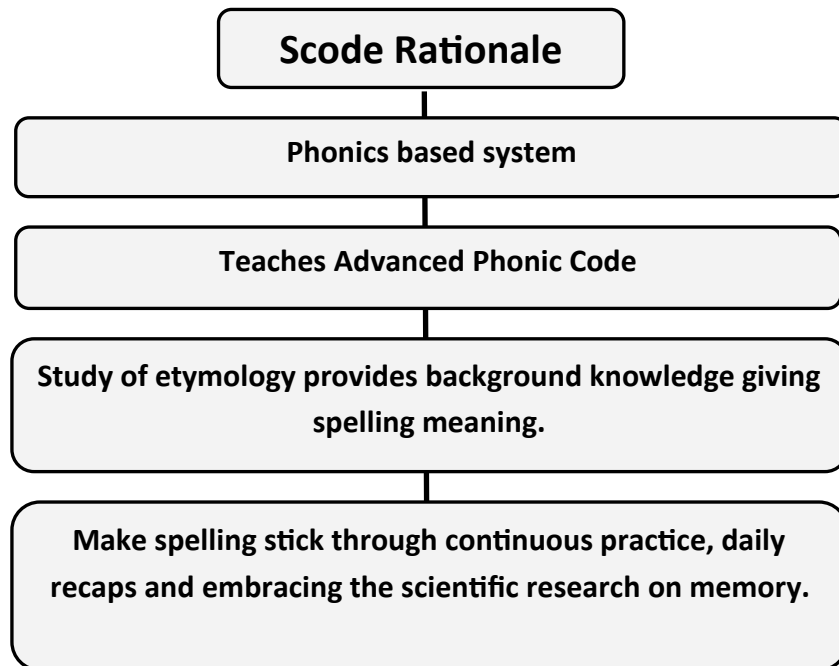 Scode Rationale
Phonics based system
Teaches Advanced Phonic Code
Study of etymology provides background knowledge giving
spelling meaning.
Make spelling stick through continuous practice, daily
recaps and embracing the scientific research on memory.